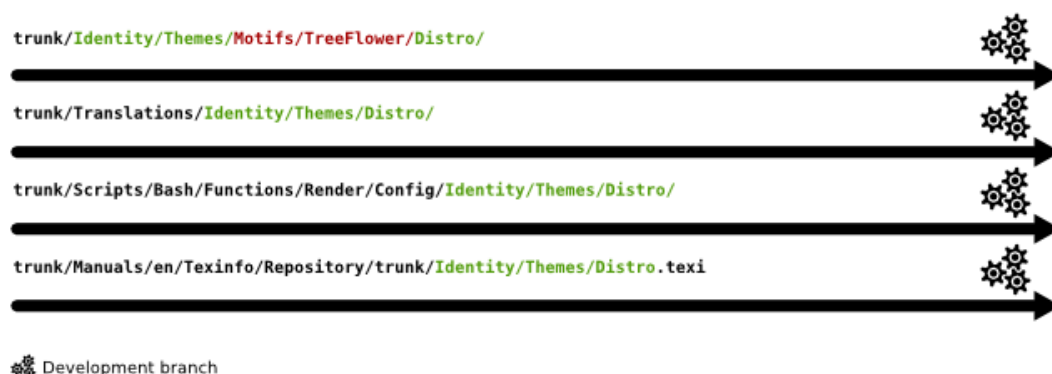 trunk/Identity/Themes/Motifs/TreeFlower/Distro/
trunk/Translations/Identity/Themes/Distro/
trunk/Scripts/Bash/Functions/Render/Config/Identity/Themes/Distro/
trunk/Manuals/en/Texinfo/Repository/trunk/Identity/Themes/Distro.texi
Development branch